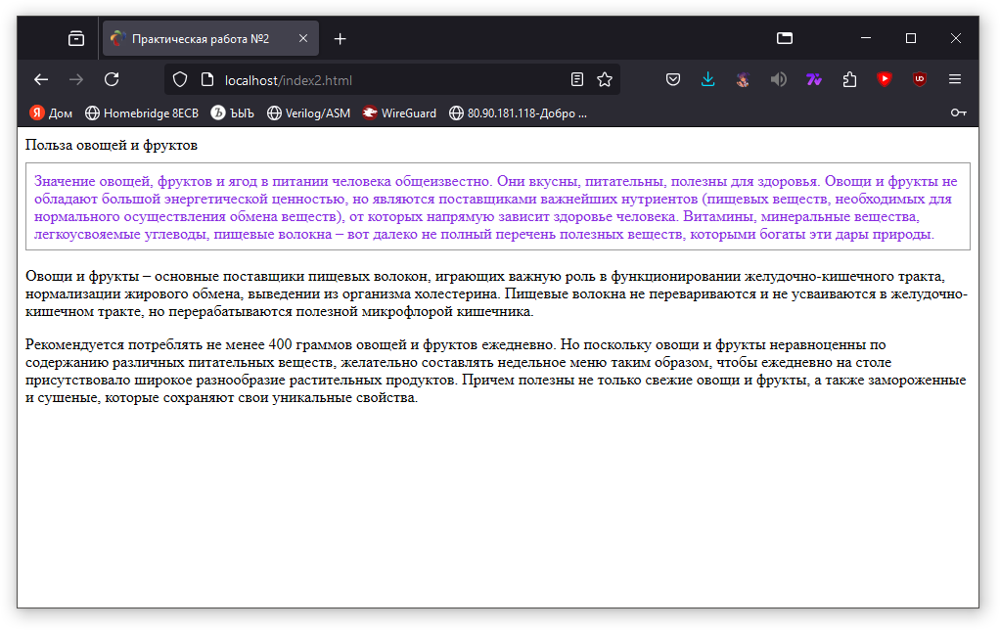 Практическая работа №2
localhost/index2.html
Дом Homebridge 8ECB ЪЫЪ Verilog/ASM WireGuard 80.90.181.118-Добро ...
Польза овощей и фруктов
Значение овощей, фруктов и ягод в питании человека общеизвестно. Они вкусны, питательны, полезны для здоровья. Овощи и фрукты не
обладают большой энергетической ценностью, но являются поставщиками важнейших нутриентов (пищевых веществ, необходимых для
нормального осуществления обмена веществ), от которых напрямую зависит здоровье человека. Витамины, минеральные вещества,
легкоусвояемые углеводы, пищевые волокна – вот далеко не полный перечень полезных веществ, которыми богаты эти дары природы.
Овощи и фрукты – основные поставщики пищевых волокон, играющих важную роль в функционировании желудочно-кишечного тракта,
нормализации жирового обмена, выведении из организма холестерина. Пищевые волокна не перевариваются и не усваиваются в желудочно-
кишечном тракте, но перерабатываются полезной микрофлорой кишечника.
Рекомендуется потреблять не менее 400 граммов овощей и фруктов ежедневно. Но поскольку овощи и фрукты неравноценны по
содержанию различных питательных веществ, желательно составлять недельное меню таким образом, чтобы ежедневно на столе
присутствовало широкое разнообразие растительных продуктов. Причем полезны не только свежие овощи и фрукты, а также замороженные
и сушеные, которые сохраняют свои уникальные свойства.